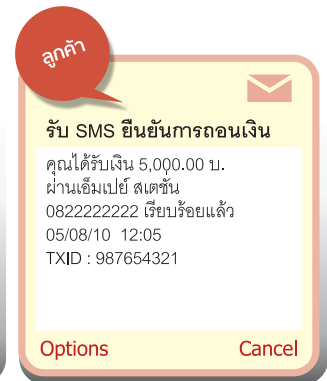 ลูกค้า
รับ SMS ยืนยันการถอนเงิน
คุณได้รับเงิน 5,000.00 บ.
ผ่านเอ็มเปย์ สเตชั่น
0822222222 เรียบร้อยแล้ว
05/08/10 12:05
TXID : 987654321
Options Cancel